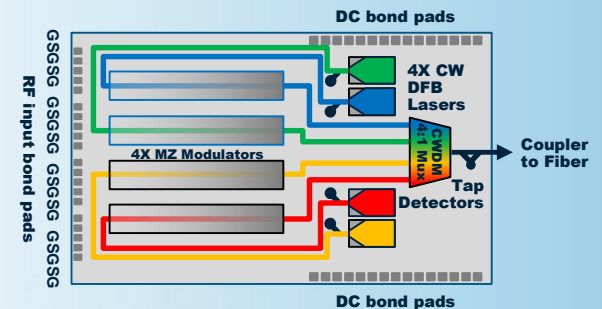 DC bond pads
GSGSG GSGSG GSGSG GSGSG
RF input bond pads
4X CW
DFB
Lasers
4X MZ Modulators
CWDM
4:1 Mux
Coupler
to Fiber
Tap
Detectors
DC bond pads